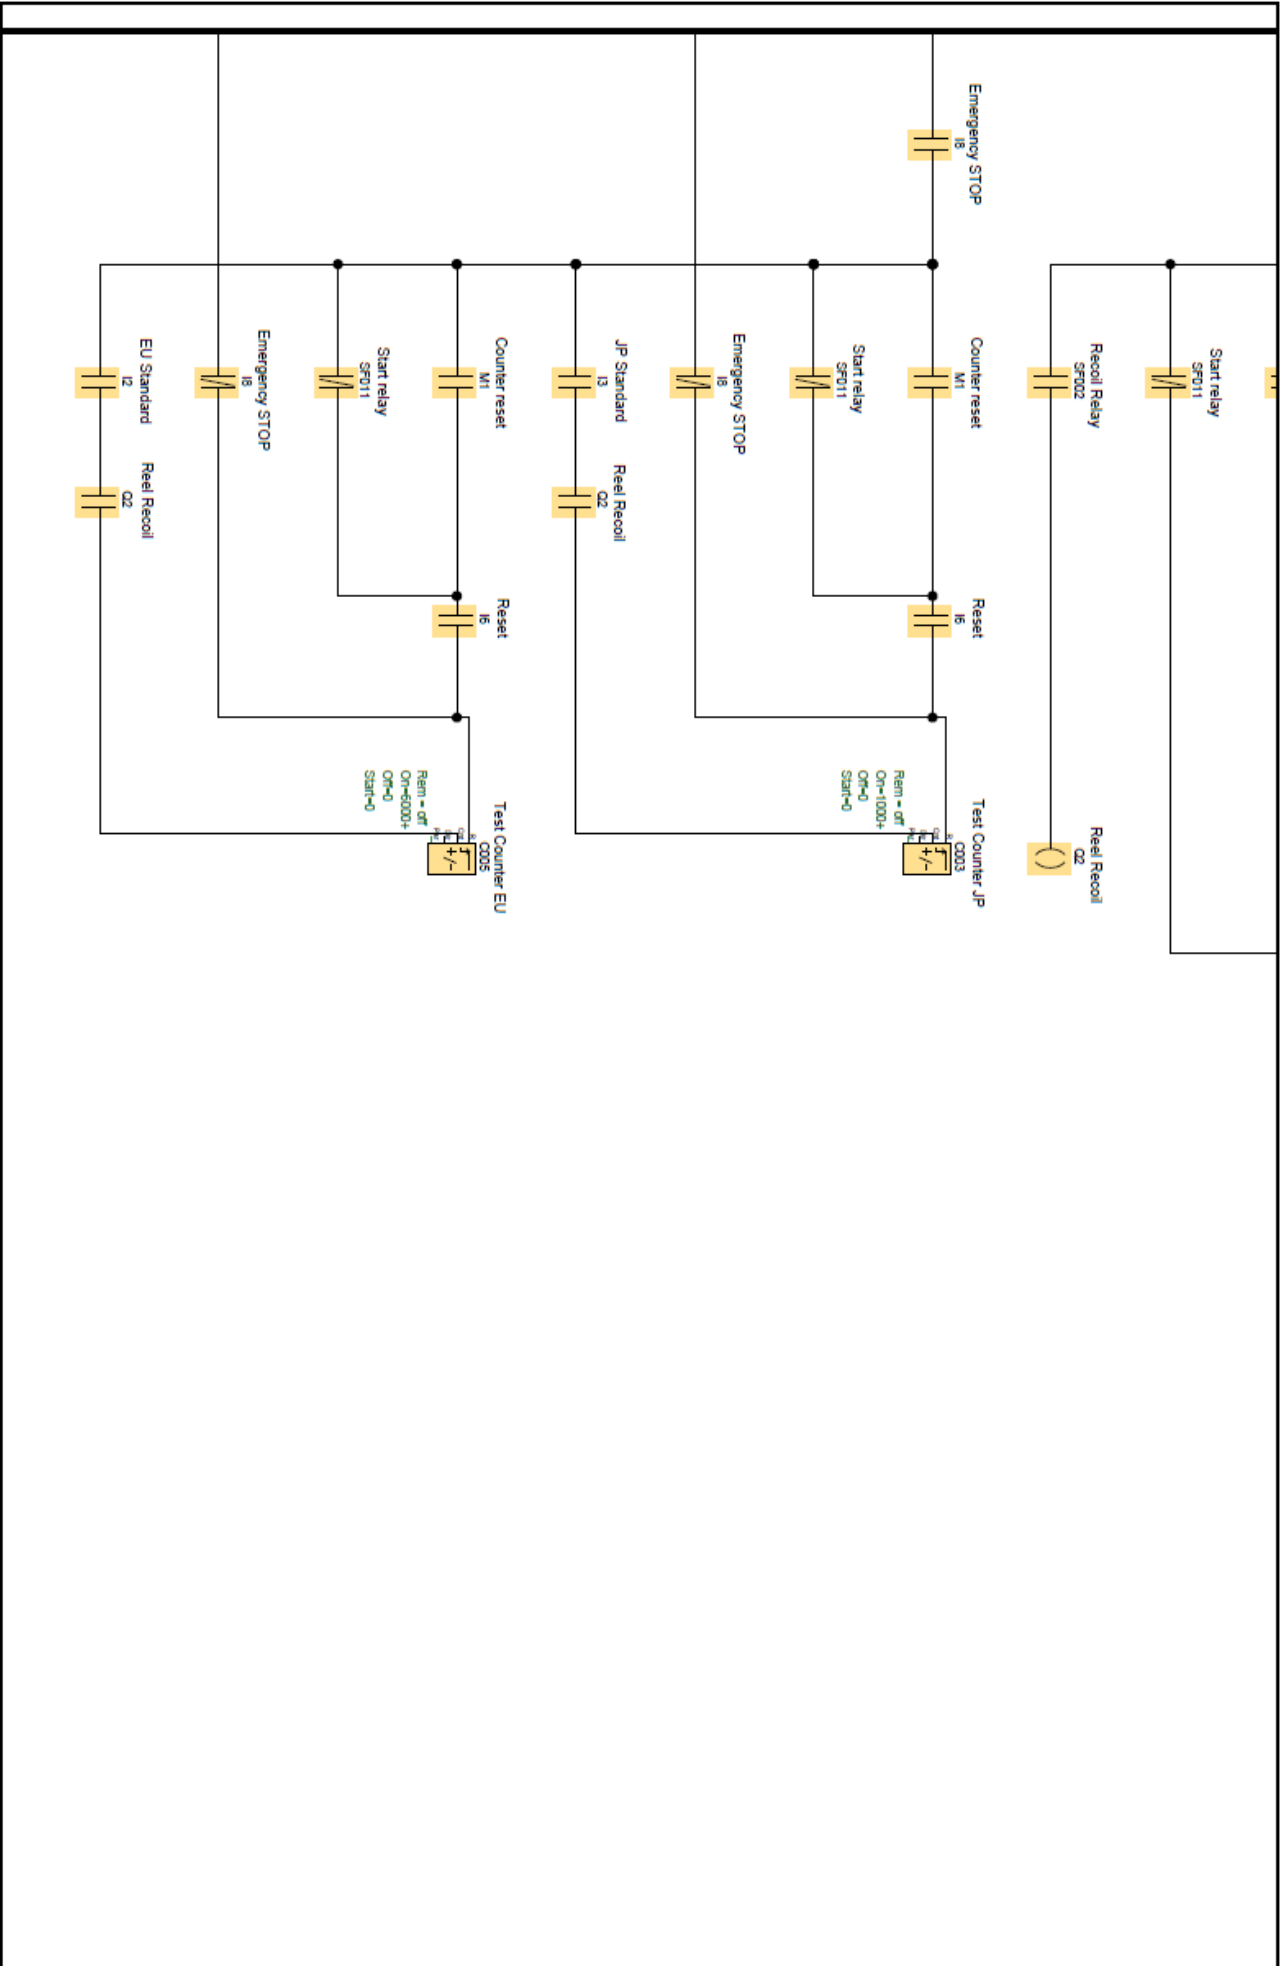 Start relay
SF011
Recoil Relay
SF002
Reel Recoil
Q2
Emergency STOP
I8
Counter reset
M1
Reset
I6
Test Counter JP
C003
+/-
Rem = off
On=1000+
Off=0
Start=0
Start relay
SF011
Emergency STOP
I8
JP Standard
I3
Reel Recoil
Q2
Counter reset
M1
Reset
I6
Test Counter EU
C005
+/-
Rem = off
On=6000+
Off=0
Start=0
Start relay
SF011
Emergency STOP
I8
EU Standard
I2
Reel Recoil
Q2